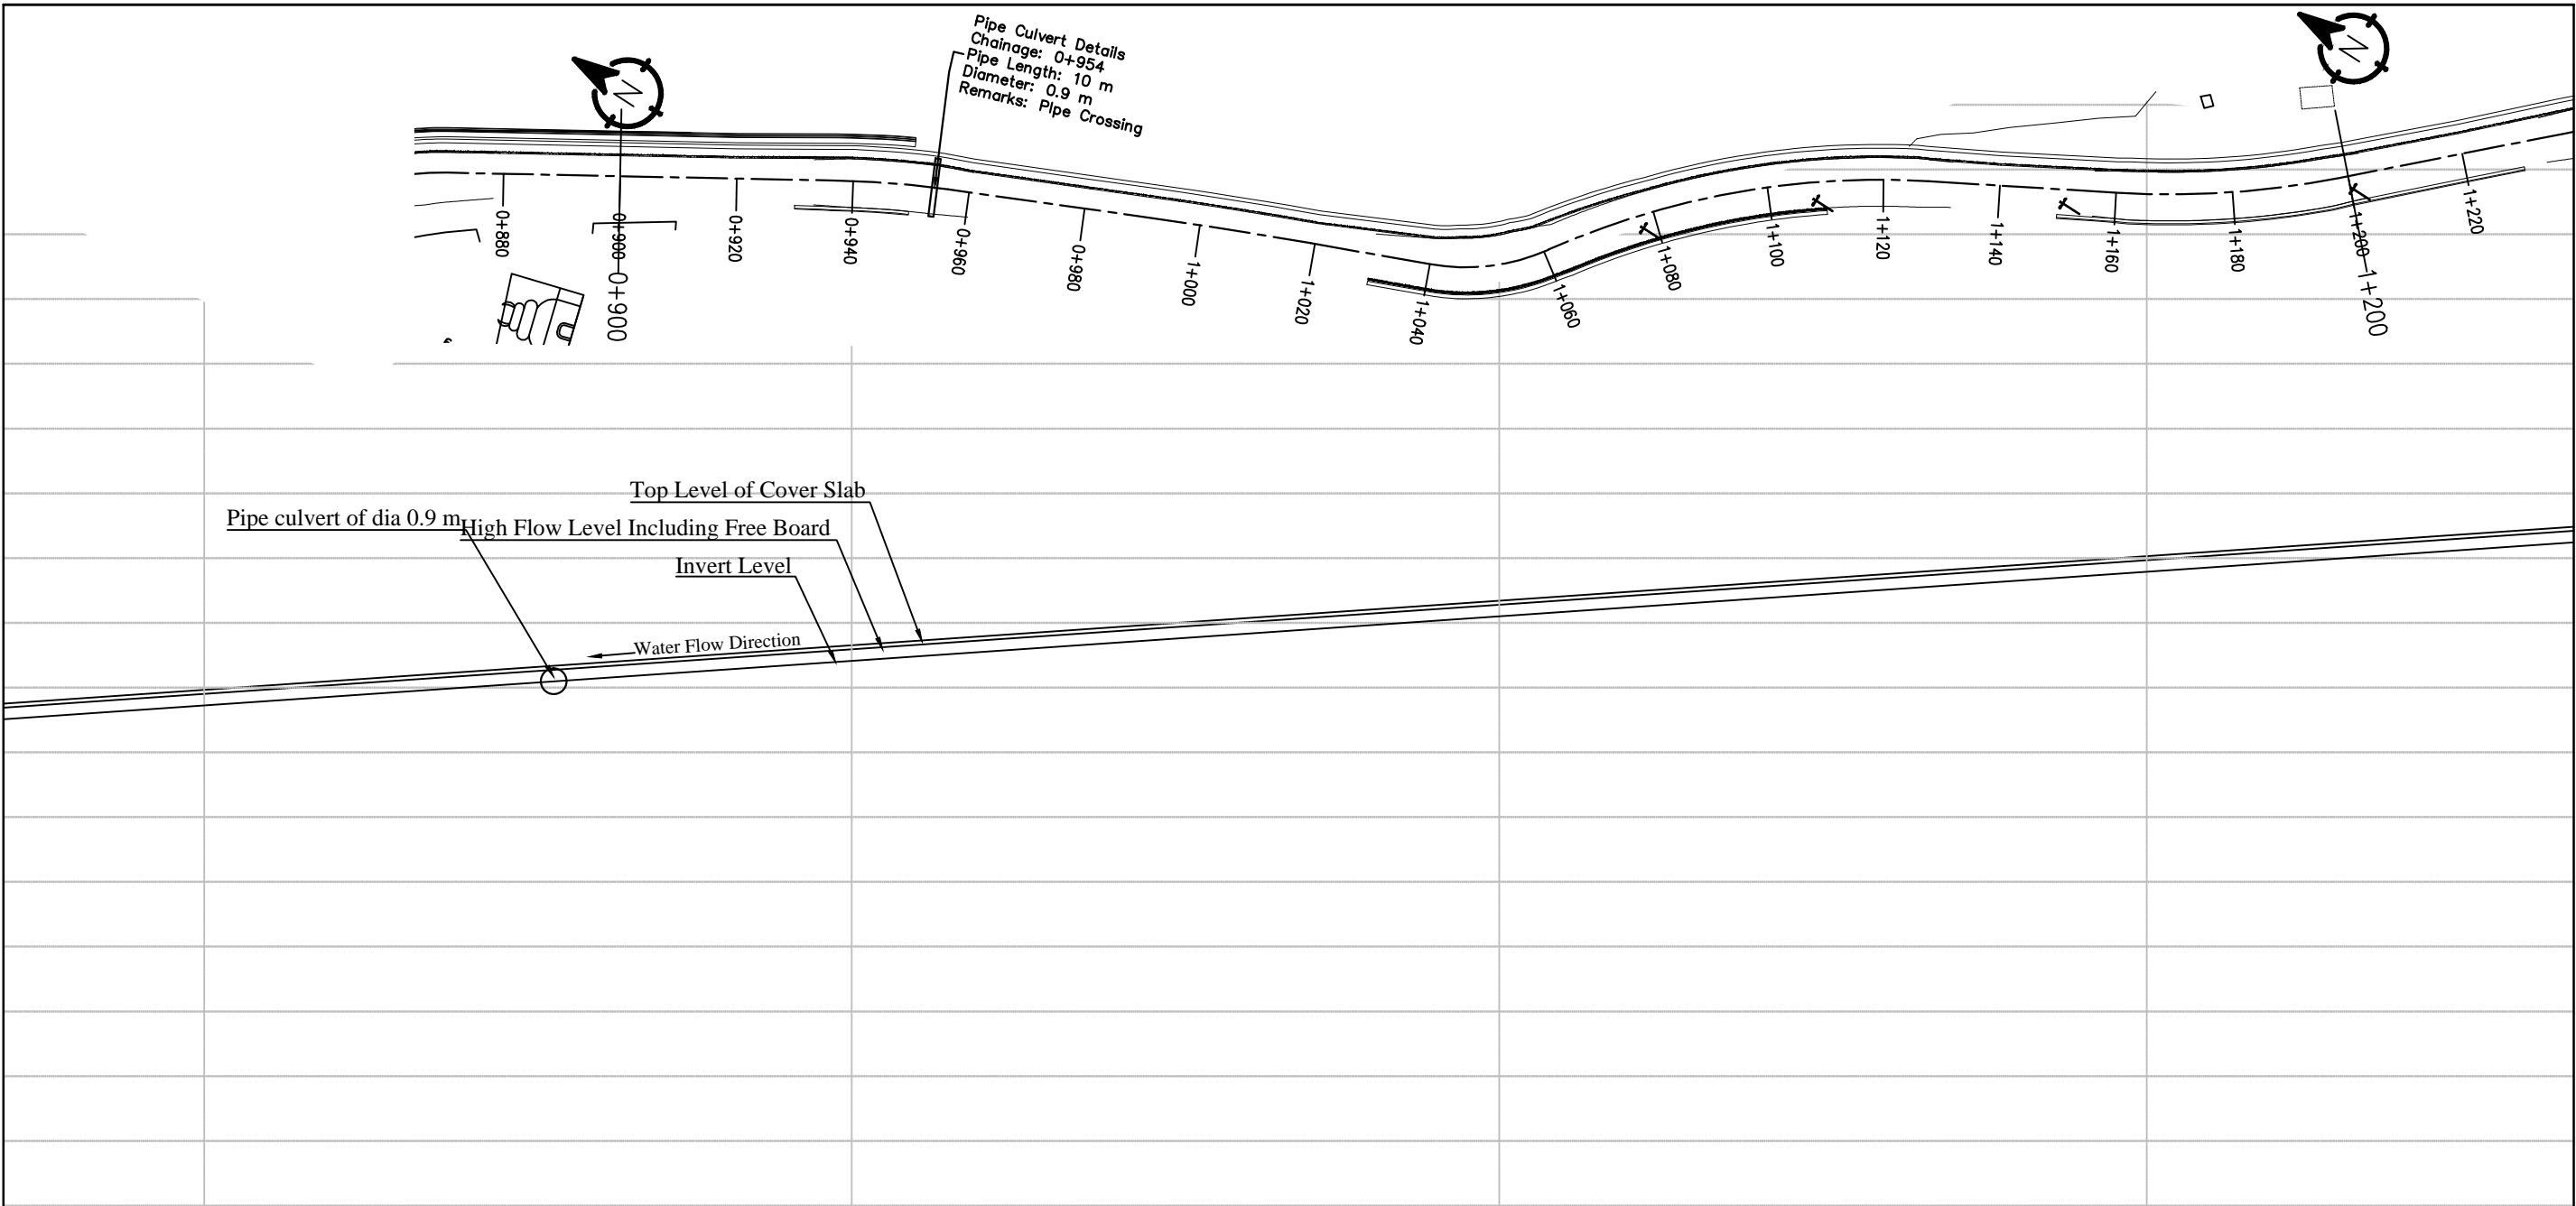 Pipe Culvert Details
Chainage: 0+954
Pipe Length: 10 m
Diameter: 0.9 m
Remarks: Pipe Crossing
N
N
0+880
0+900
0+920
0+940
0+960
0+980
1+000
1+020
1+040
1+060
1+080
1+100
1+120
1+140
1+160
1+180
1+200
1+220
0+900
1+200
Top Level of Cover Slab
Pipe culvert of dia 0.9 m
High Flow Level Including Free Board
Invert Level
Water Flow Direction